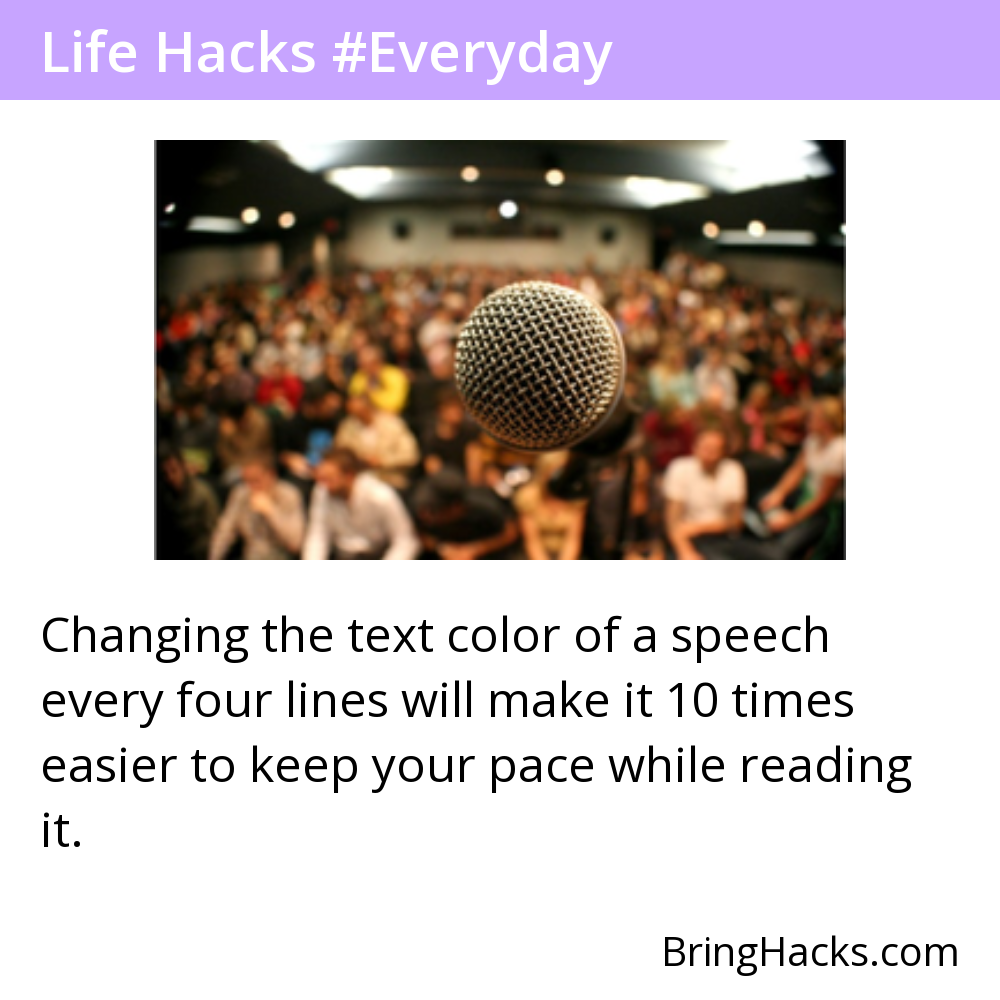 Life Hacks #Everyday
Changing the text color of a speech
every four lines will make it 10 times
easier to keep your pace while reading
it.
BringHacks.com